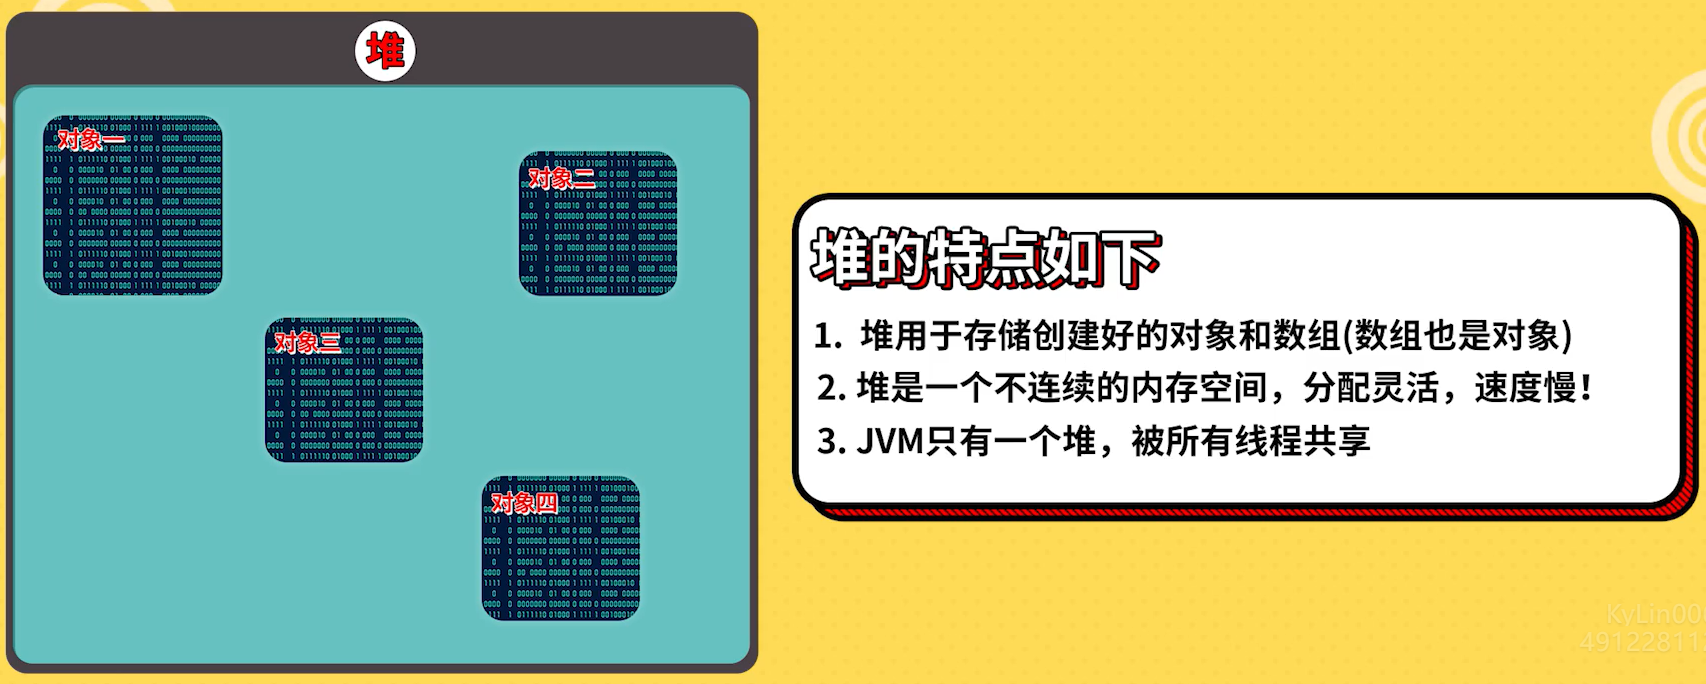 堆
对象一
对象二
对象三
对象四
堆的特点如下
1. 堆用于存储创建好的对象和数组(数组也是对象)
2. 堆是一个不连续的内存空间，分配灵活，速度慢！
3. JVM只有一个堆，被所有线程共享